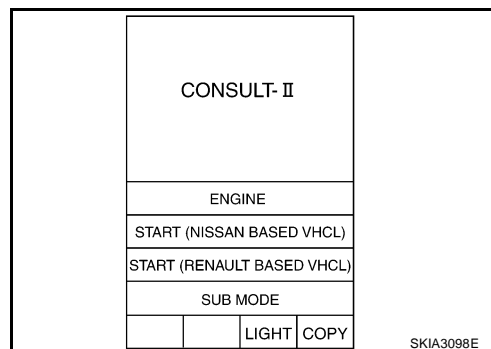 CONSULT-II
ENGINE
START (NISSAN BASED VHCL)
START (RENAULT BASED VHCL)
SUB MODE
LIGHT COPY
SKIA3098E